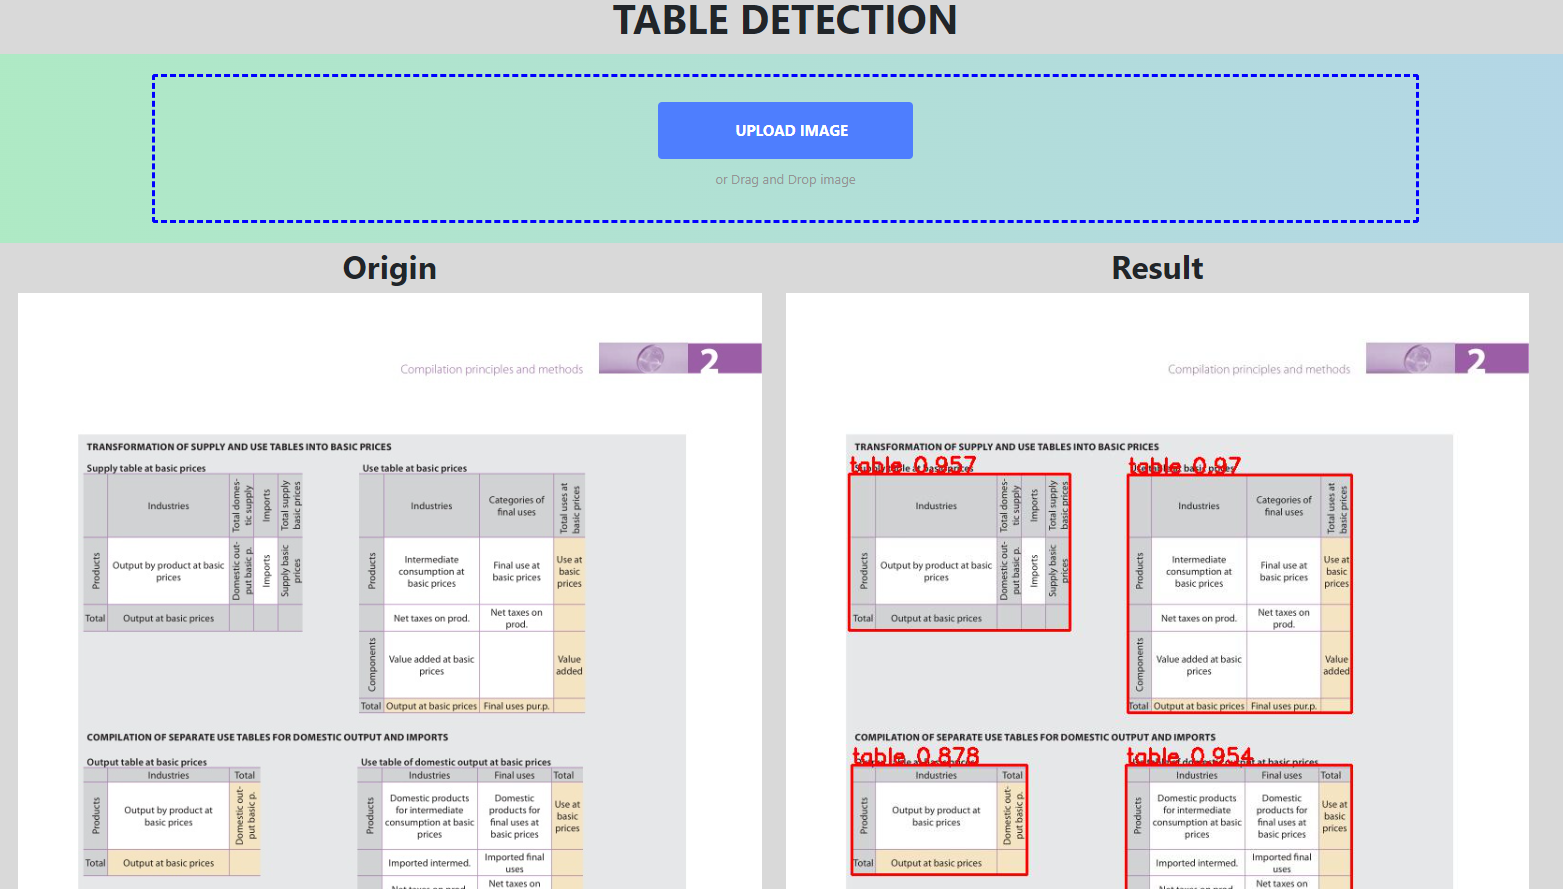 TABLE DETECTION
UPLOAD IMAGE
or Drag and Drop image
Origin
Compilation principles and methods
2
TRANSFORMATION OF SUPPLY AND USE TABLES INTO BASIC PRICES
Supply table at basic prices
Industries
Total domes-
tic supply
Imports
Total supply
basic prices
Products
Output by product at basic
prices
Domestic out-
put basic p.
Imports
Supply basic
prices
Total
Output at basic prices
Use table at basic prices
Industries
Categories of
final uses
Total uses at
basic prices
Products
Intermediate
consumption at
basic prices
Final use at
basic prices
Use at
basic
prices
Net taxes on prod.
Net taxes on
prod.
Components
Value added at basic
prices
Value
added
Total
Output at basic prices
Final uses pur.p.
COMPILATION OF SEPARATE USE TABLES FOR DOMESTIC OUTPUT AND IMPORTS
Output table at basic prices
Industries
Total
Products
Output by product at
basic prices
Domestic out-
put basic p.
Total
Output at basic prices
Use table of domestic output at basic prices
Industries
Final uses
Total
Products
Domestic products
for intermediate
consumption at basic
prices
Domestic
products for
final uses at
basic prices
Use at
basic
prices
Imported intermed.
Imported final
uses
Net taxes on
Result
Compilation principles and methods
2
TRANSFORMATION OF SUPPLY AND USE TABLES INTO BASIC PRICES
table 0.957
Industries
Total domes-
tic supply
Imports
Total supply
basic prices
Products
Output by product at basic
prices
Domestic out-
put basic p.
Imports
Supply basic
prices
Total
Output at basic prices
table 0.97
Industries
Categories of
final uses
Total uses at
basic prices
Products
Intermediate
consumption at
basic prices
Final use at
basic prices
Use at
basic
prices
Net taxes on prod.
Net taxes on
prod.
Components
Value added at basic
prices
Value
added
Total
Output at basic prices
Final uses pur.p.
COMPILATION OF SEPARATE USE TABLES FOR DOMESTIC OUTPUT AND IMPORTS
table 0.878
Industries
Total
Products
Output by product at
basic prices
Domestic out-
put basic p.
Total
Output at basic prices
table 0.954
Industries
Final uses
Total
Products
Domestic products
for intermediate
consumption at basic
prices
Domestic
products for
final uses at
basic prices
Use at
basic
prices
Imported intermed.
Imported final
uses
Net taxes on